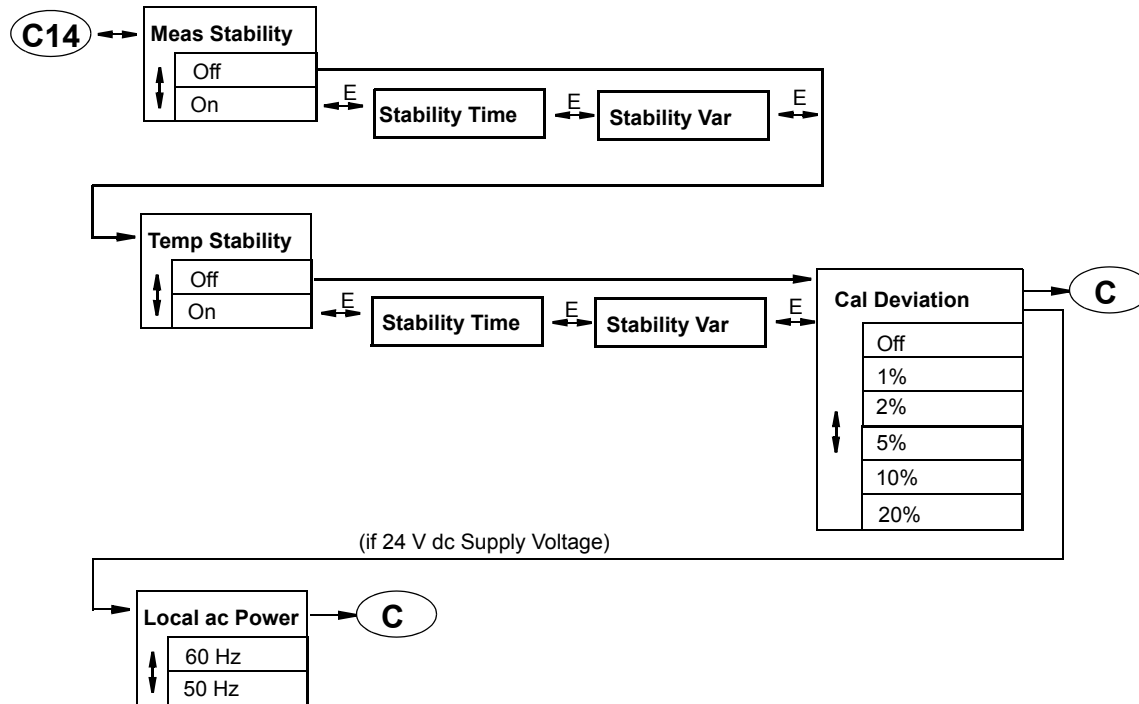 C14
Meas Stability
Off
On
E
Stability Time
E
Stability Var
E
Temp Stability
Off
On
E
Stability Time
E
Stability Var
E
Cal Deviation
Off
1%
2%
5%
10%
20%
C
(if 24 V dc Supply Voltage)
Local ac Power
60 Hz
50 Hz
C